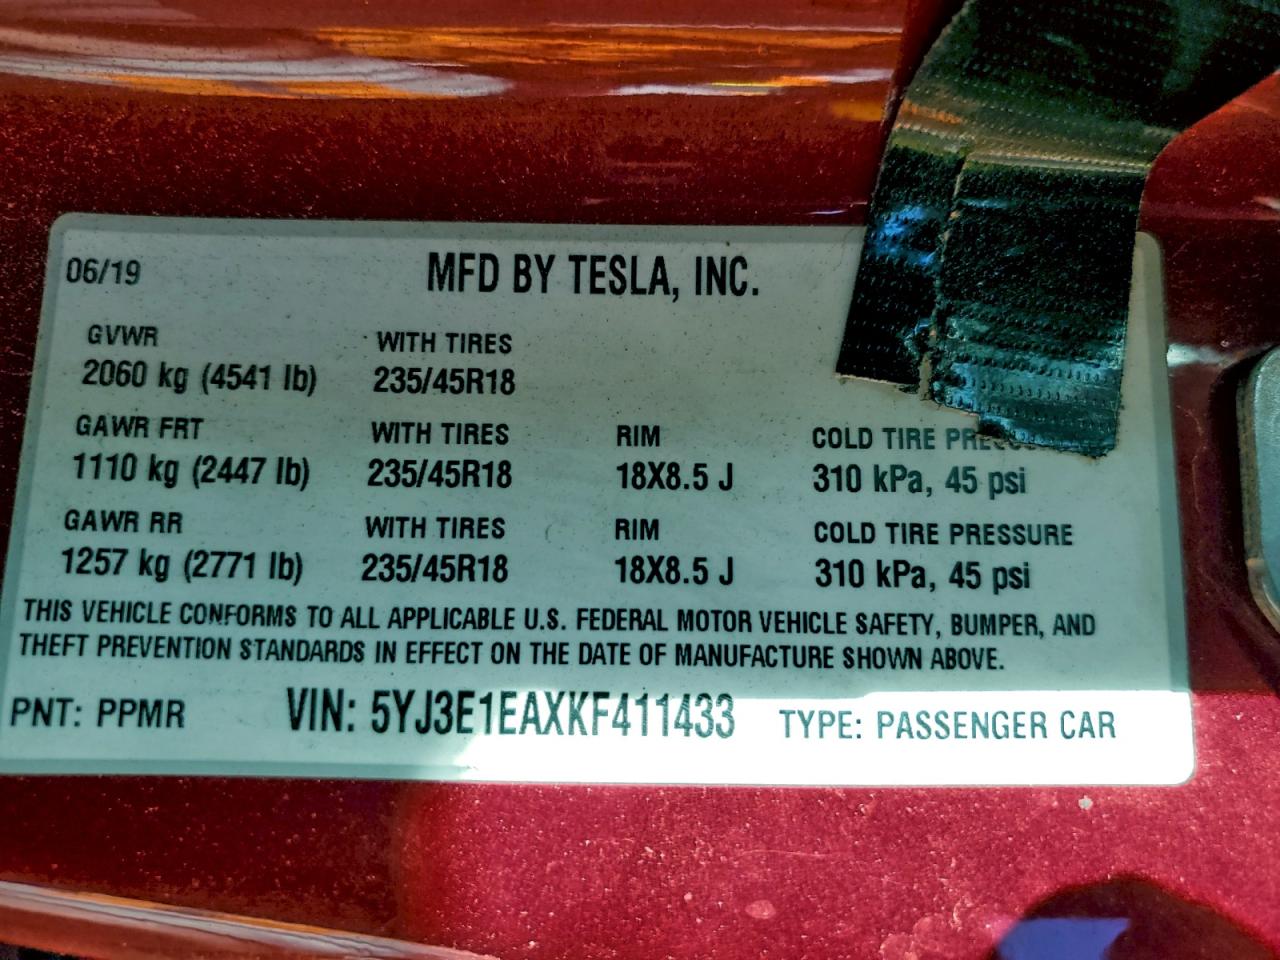 06/19 MFD BY TESLA, INC.
GVWR WITH TIRES
2060 kg (4541 lb) 235/45R18
GAWR FRT WITH TIRES RIM COLD TIRE
1110 kg (2447 lb) 235/45R18 18X8.5 J 310 kPa, 45 psi
GAWR RR WITH TIRES RIM COLD TIRE PRESSURE
1257 kg (2771 lb) 235/45R18 18X8.5 J 310 kPa, 45 psi
THIS VEHICLE CONFORMS TO ALL APPLICABLE U.S. FEDERAL MOTOR VEHICLE SAFETY, BUMPER, AND
THEFT PREVENTION STANDARDS IN EFFECT ON THE DATE OF MANUFACTURE SHOWN ABOVE.
PNT: PPMR VIN: 5YJ3E1EAXKF411433 TYPE: PASSENGER CAR